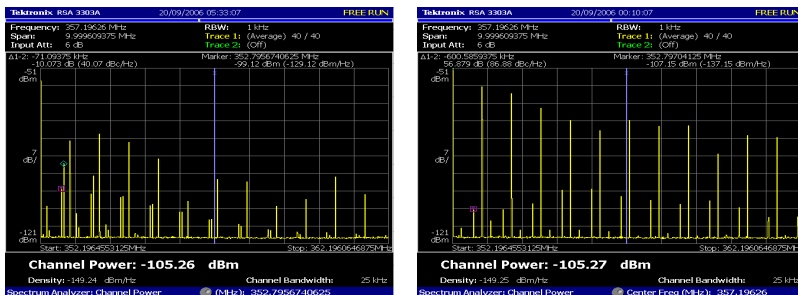 Tektronix RSA 3303A 20/09/2006 05:33:07 FREE RUN
Frequency: 357.19626 MHz RBW: 1 kHz
Span: 9.999609375 MHz Trace 1: (Average) 40 / 40
Input Att: 6 dB Trace 2: (Off)
Δ1-2: -71.09375 kHz Marker: 352.7956740625 MHz
-10.073 dB (40.07 dBc/Hz) -99.12 dBm (-129.12 dBm/Hz)
-51
dBm
7
dB/
-121
dBm
Start: 352.1964553125MHz Stop: 362.1960646875MHz
Channel Power: -105.26 dBm
Density: -149.24 dBm/Hz Channel Bandwidth: 25 kHz
Spectrum Analyzer: Channel Power (MHz): 352.7956740625
Tektronix RSA 3303A 20/09/2006 00:10:07 FREE RUN
Frequency: 357.19626 MHz RBW: 1 kHz
Span: 9.999609375 MHz Trace 1: (Average) 40 / 40
Input Att: 6 dB Trace 2: (Off)
Δ1-2: -600.5859375 kHz Marker: 352.79704125 MHz
56.879 dB (86.88 dBc/Hz) -107.15 dBm (-137.15 dBm/Hz)
-51
dBm
7
dB/
-121
dBm
Start: 352.1964553125MHz Stop: 362.1960646875MHz
Channel Power: -105.27 dBm
Density: -149.25 dBm/Hz Channel Bandwidth: 25 kHz
Spectrum Analyzer: Channel Power Center Freq (MHz): 357.19626